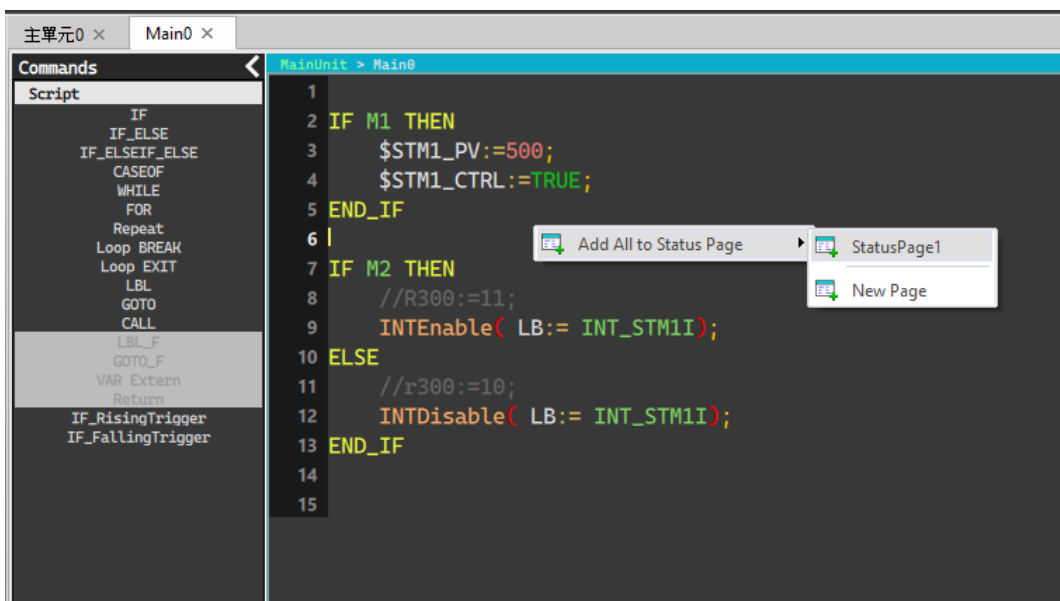 主單元0 ×
Main0 ×
Commands
MainUnit > Main0
Script
IF
IF_ELSE
IF_ELSEIF_ELSE
CASEOF
WHILE
FOR
Repeat
Loop BREAK
Loop EXIT
LBL
GOTO
CALL
LBL_F
GOTO_F
VAR Extern
Return
IF_RisingTrigger
IF_FallingTrigger
1
2 IF M1 THEN
3 $STM1_PV:=500;
4 $STM1_CTRL:=TRUE;
5 END_IF
6
7 IF M2 THEN
8 //R300:=11;
9 INTEnable( LB:= INT_STM1I);
10 ELSE
11 //r300:=10;
12 INTDisable( LB:= INT_STM1I);
13 END_IF
14
15
Add All to Status Page
StatusPage1
New Page